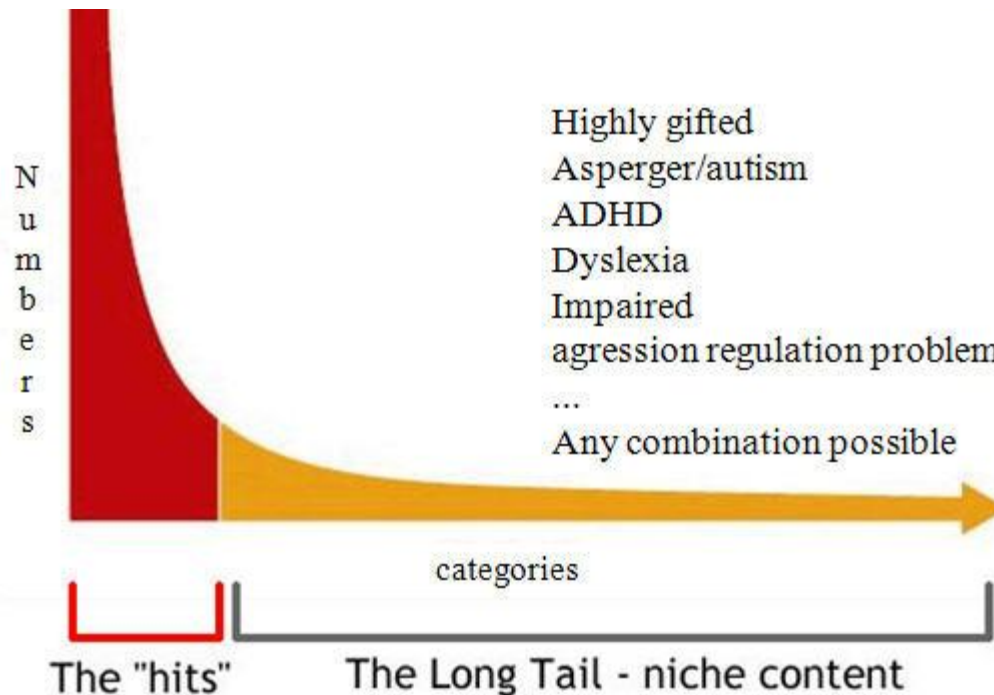 Numbers
Highly gifted
Asperger/autism
ADHD
Dyslexia
Impaired
agression regulation problem
...
Any combination possible
categories
The "hits"
The Long Tail - niche content